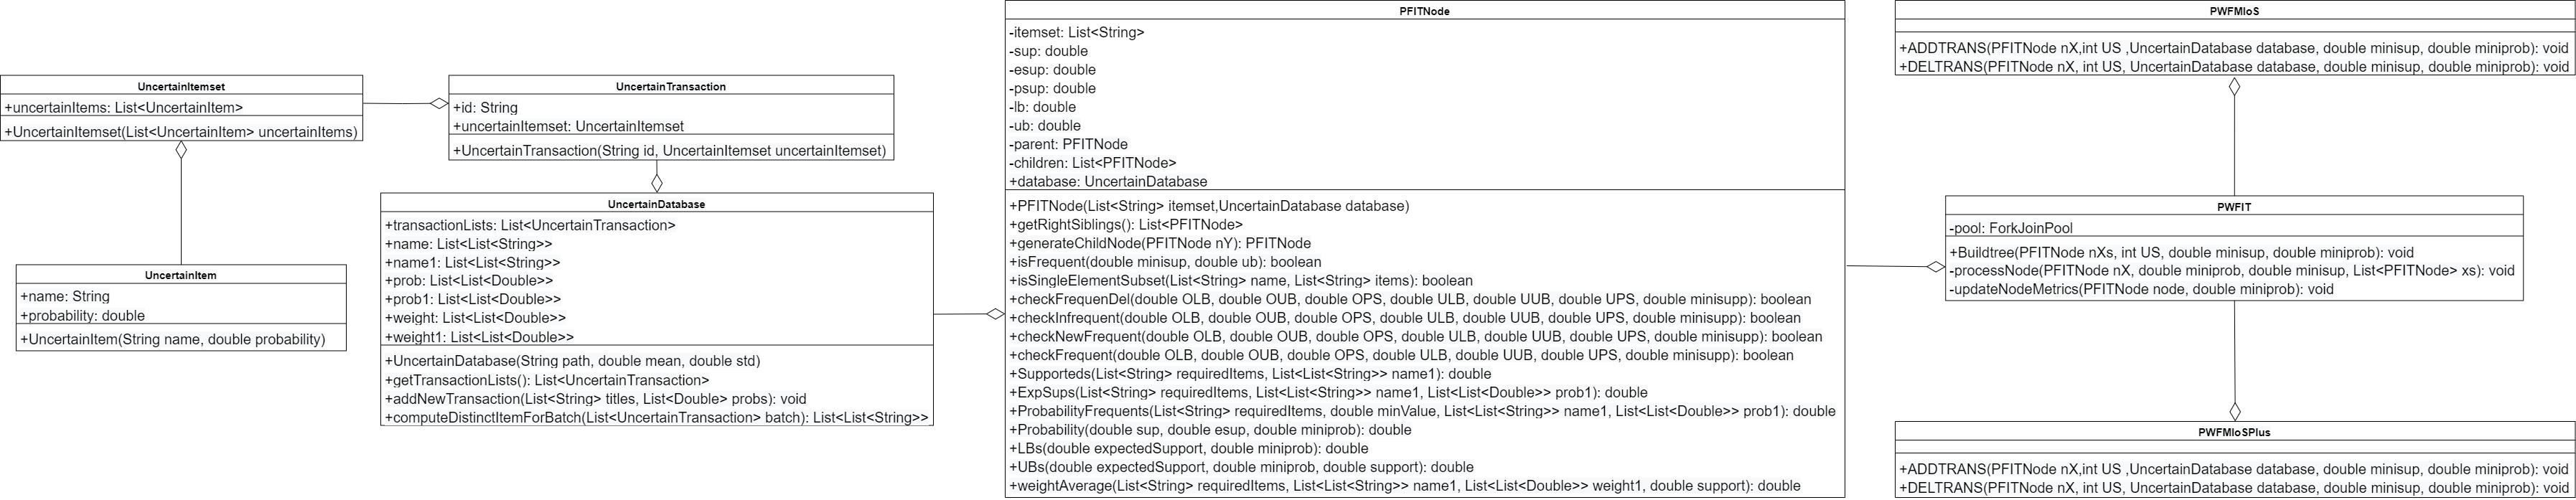 UncertainItemset
+uncertainItems: List<UncertainItem>
+UncertainItemset(List<UncertainItem> uncertainItems)
UncertainItem
+name: String
+probability: double
+UncertainItem(String name, double probability)
UncertainTransaction
+id: String
+uncertainItemset: UncertainItemset
+UncertainTransaction(String id, UncertainItemset uncertainItemset)
UncertainDatabase
+transactionLists: List<UncertainTransaction>
+name: List<List<String>>
+name1: List<List<String>>
+prob: List<List<Double>>
+prob1: List<List<Double>>
+weight: List<List<Double>>
+weight1: List<List<Double>>
+UncertainDatabase(String path, double mean, double std)
+getTransactionLists(): List<UncertainTransaction>
+addNewTransaction(List<String> titles, List<Double> probs): void
+computeDistinctItemForBatch(List<UncertainTransaction> batch): List<List<String>>
PFITNode
-itemset: List<String>
-sup: double
-esup: double
-psup: double
-lb: double
-ub: double
-parent: PFITNode
-children: List<PFITNode>
+database: UncertainDatabase
+PFITNode(List<String> itemset,UncertainDatabase database)
+getRightSiblings(): List<PFITNode>
+generateChildNode(PFITNode nY): PFITNode
+isFrequent(double minisup, double ub): boolean
+isSingleElementSubset(List<String> name, List<String> items): boolean
+checkFrequenDel(double OLB, double OUB, double OPS, double ULB, double UUB, double UPS, double minisupp): boolean
+checkInfrequent(double OLB, double OUB, double OPS, double ULB, double UUB, double UPS, double minisupp): boolean
+checkNewFrequent(double OLB, double OUB, double OPS, double ULB, double UUB, double UPS, double minisupp): boolean
+checkFrequent(double OLB, double OUB, double OPS, double ULB, double UUB, double UPS, double minisupp): boolean
+Supporteds(List<String> requiredItems, List<List<String>> name1): double
+ExpSups(List<String> requiredItems, List<List<String>> name1, List<List<Double>> prob1): double
+ProbabilityFrequents(List<String> requiredItems, double minValue, List<List<String>> name1, List<List<Double>> prob1): double
+Probability(double sup, double esup, double miniprob): double
+LBs(double expectedSupport, double miniprob): double
+UBs(double expectedSupport, double miniprob, double support): double
+weightAverage(List<String> requiredItems, List<List<String>> name1, List<List<Double>> weight1, double support): double
PWFMIoS
+ADDTRANS(PFITNode nX,int US ,UncertainDatabase database, double minisup, double miniprob): void
+DELTRANS(PFITNode nX, int US, UncertainDatabase database, double minisup, double miniprob): void
PWFIT
-pool: ForkJoinPool
+Buildtree(PFITNode nXs, int US, double minisup, double miniprob): void
-processNode(PFITNode nX, double miniprob, double minisup, List<PFITNode> xs): void
-updateNodeMetrics(PFITNode node, double miniprob): void
PWFMIoSPlus
+ADDTRANS(PFITNode nX,int US ,UncertainDatabase database, double minisup, double miniprob): void
+DELTRANS(PFITNode nX, int US, UncertainDatabase database, double minisup, double miniprob): void